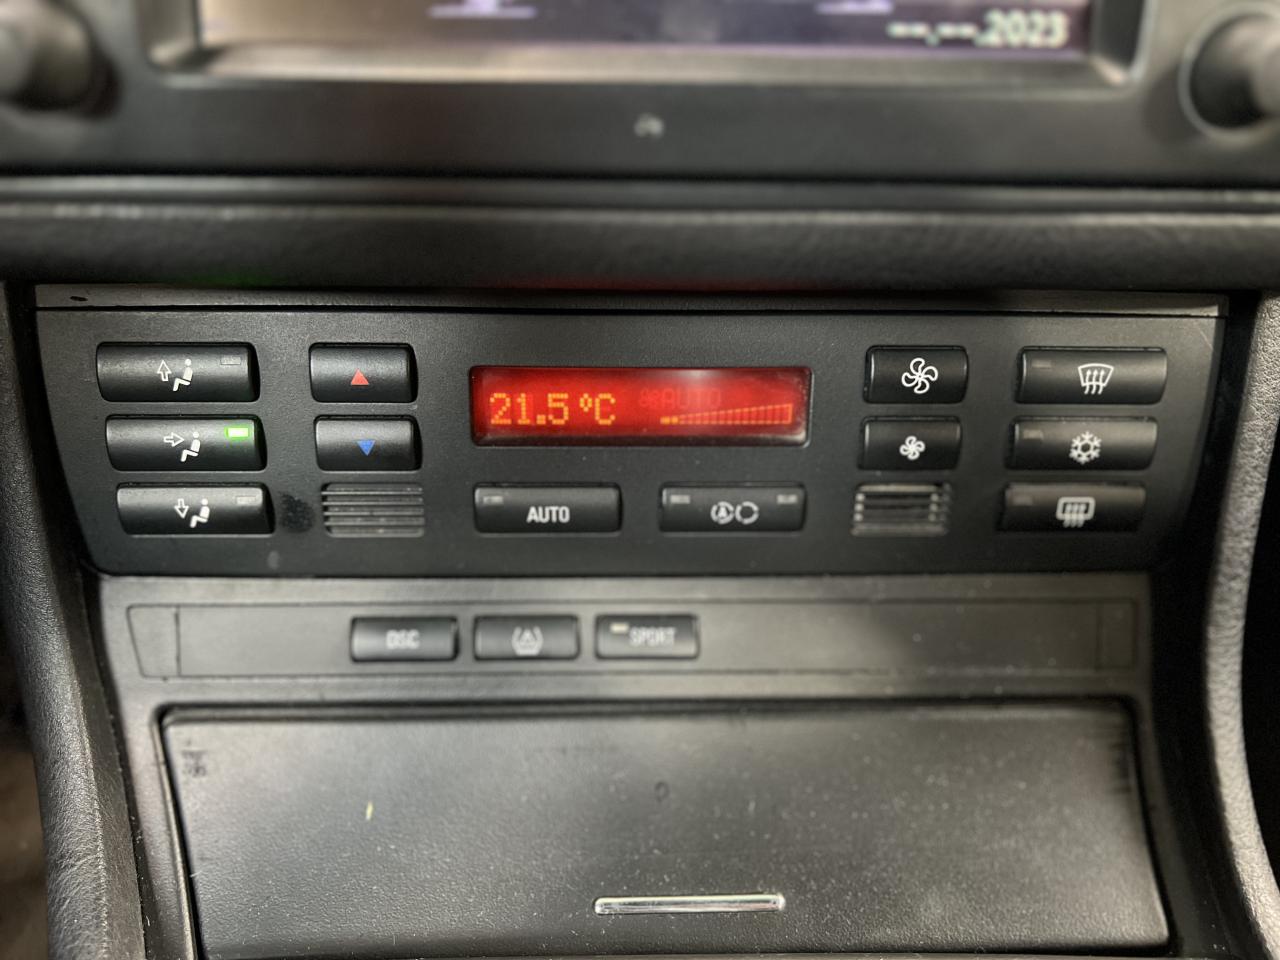 --.--.2023
21.5°C
AUTO
AUTO
DSC
SPORT